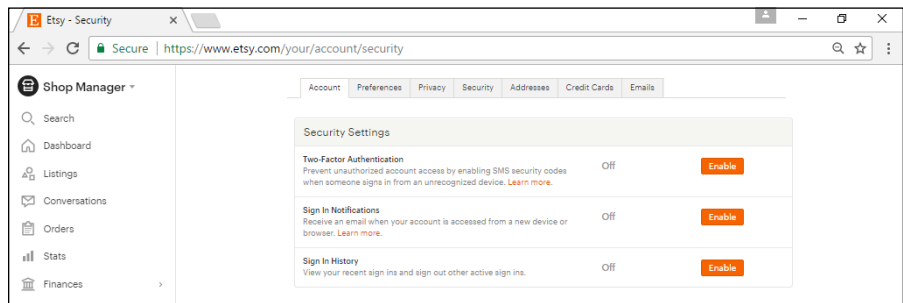 Etsy - Security
Secure | https://www.etsy.com/your/account/security
Shop Manager
Account Preferences Privacy Security Addresses Credit Cards Emails
Search
Dashboard
Listings
Conversations
Orders
Stats
Finances
Security Settings
Two-Factor Authentication
Prevent unauthorized account access by enabling SMS security codes
when someone signs in from an unrecognized device. Learn more.
Off
Enable
Sign In Notifications
Receive an email when your account is accessed from a new device or
browser. Learn more.
Off
Enable
Sign In History
View your recent sign ins and sign out other active sign ins.
Off
Enable